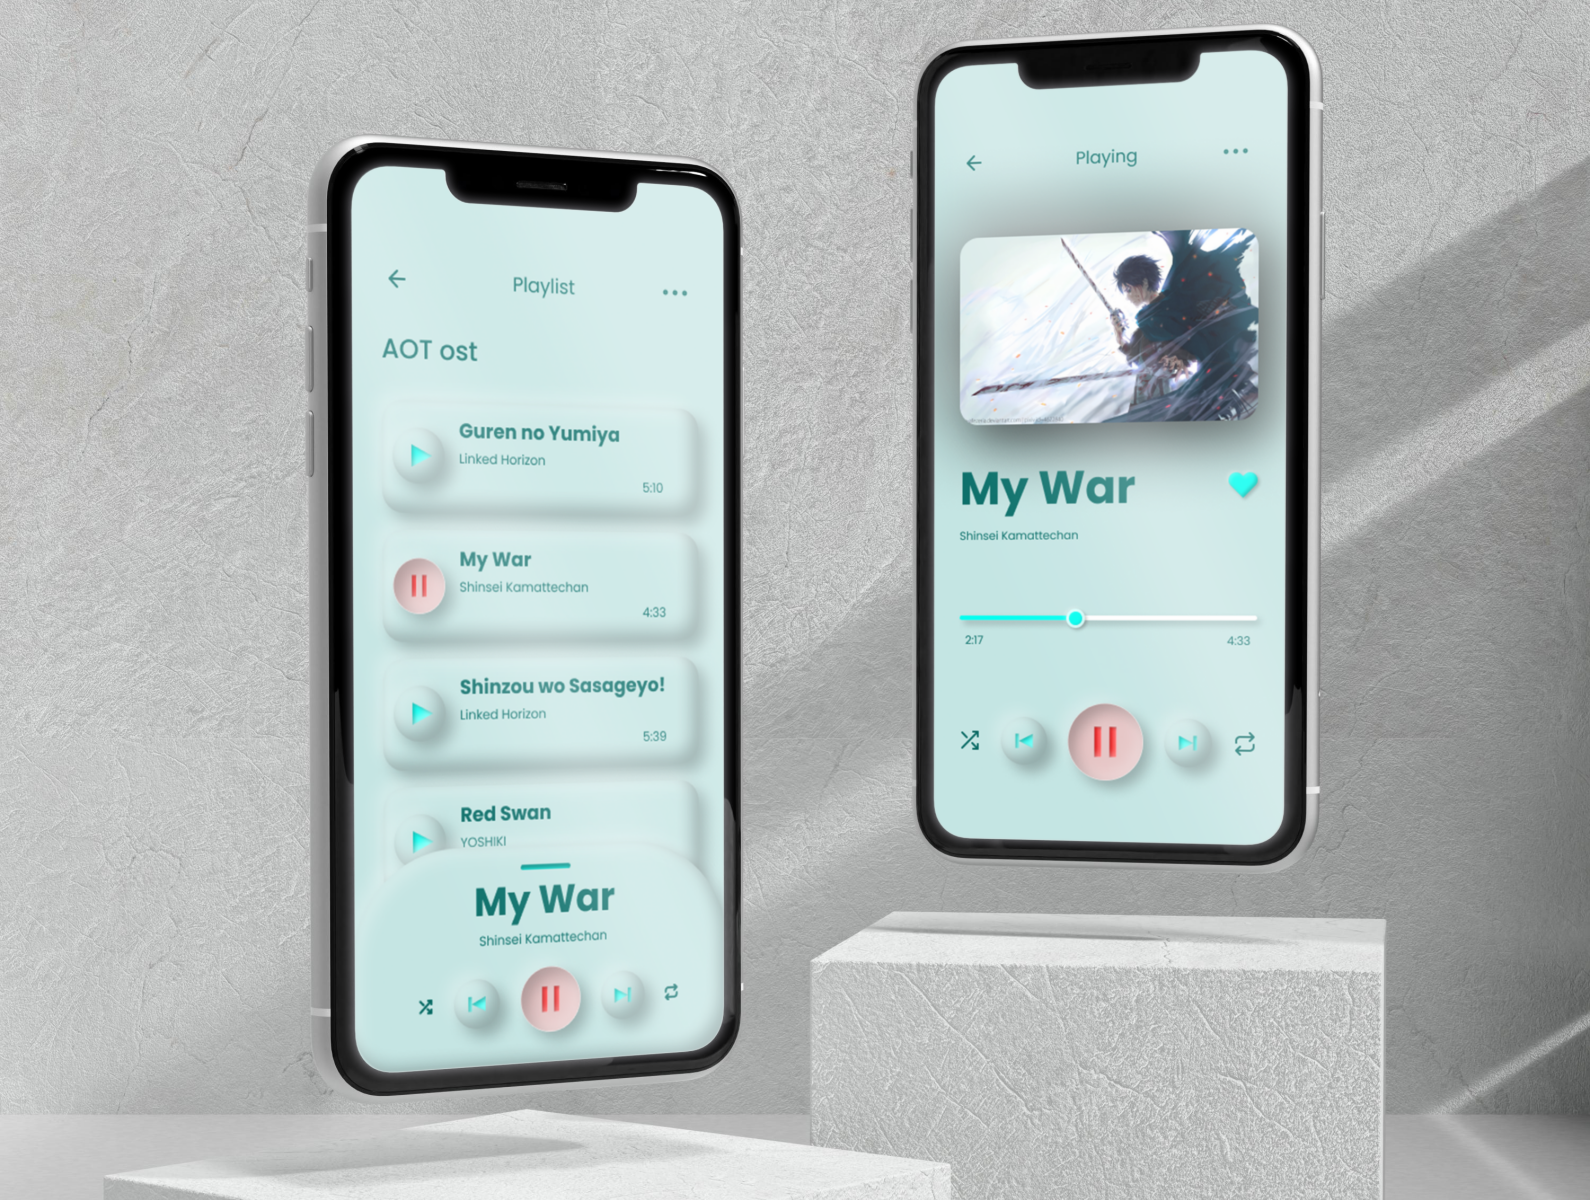 Playlist
AOT ost
Guren no Yumiya
Linked Horizon
5:10
My War
Shinsei Kamattechan
4:33
Shinzou wo Sasageyo!
Linked Horizon
5:39
Red Swan
YOSHIKI
My War
Shinsei Kamattechan
Playing
My War
Shinsei Kamattechan
2:17
4:33